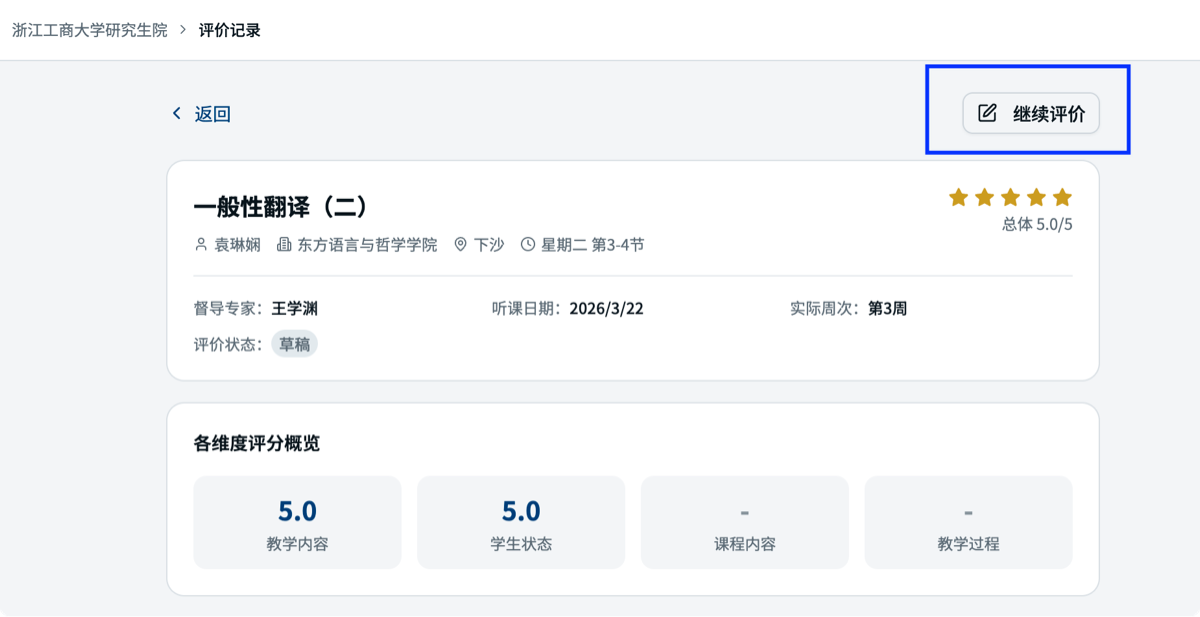 浙江工商大学研究生院 > 评价记录
返回
继续评价
一般性翻译（二）
总体 5.0/5
袁琳娴 东方语言与哲学学院 下沙 星期二 第3-4节
督导专家：王学渊 听课日期：2026/3/22 实际周次：第3周
评价状态：草稿
各维度评分概览
5.0 5.0 - -
教学内容 学生状态 课程内容 教学过程